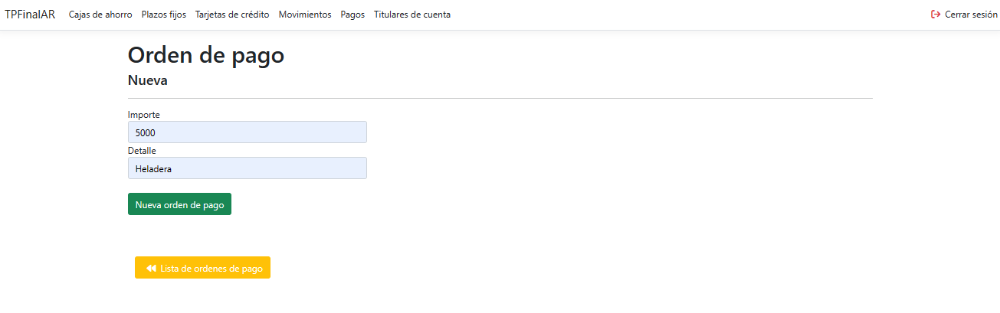 TPFinalAR Cajas de ahorro Plazos fijos Tarjetas de crédito Movimientos Pagos Titulares de cuenta Cerrar sesión
Orden de pago
Nueva
Importe
5000
Detalle
Heladera
Nueva orden de pago
Lista de ordenes de pago